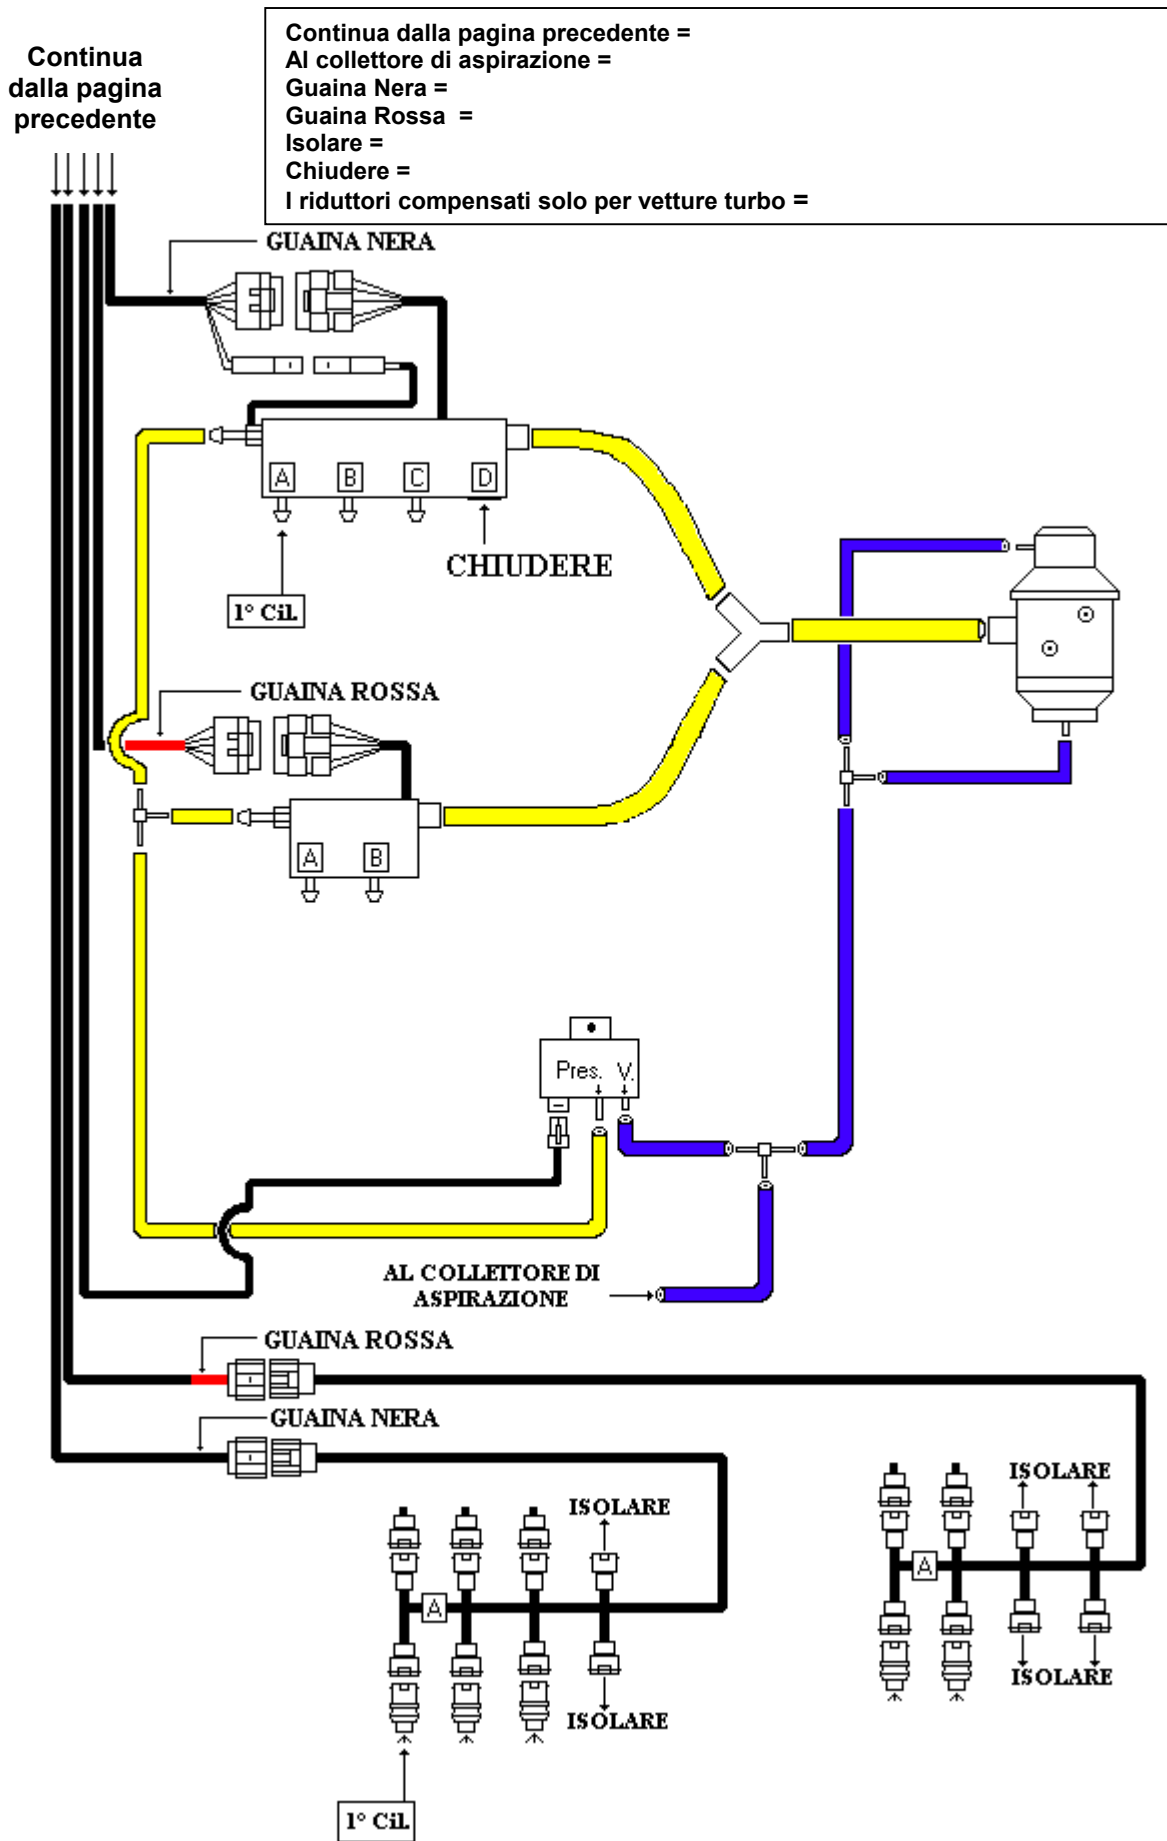 Continua
dalla pagina
precedente
Continua dalla pagina precedente =
Al collettore di aspirazione =
Guaina Nera =
Guaina Rossa =
Isolare =
Chiudere =
I riduttori compensati solo per vetture turbo =
GUAINA NERA
A B C D
CHIUDERE
1° Cil.
GUAINA ROSSA
A B
Pres. V.
AL COLLETTORE DI
ASPIRAZIONE
GUAINA ROSSA
GUAINA NERA
ISOLARE
ISOLARE
A
A
ISOLARE
ISOLARE
1° Cil.